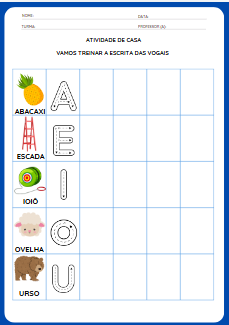 NOME: DATA:
TURMA: PROFESSOR (A):
ATIVIDADE DE CASA
VAMOS TREINAR A ESCRITA DAS VOGAIS
A
ABACAXI
E
ESCADA
I
IOIÔ
O
OVELHA
U
URSO